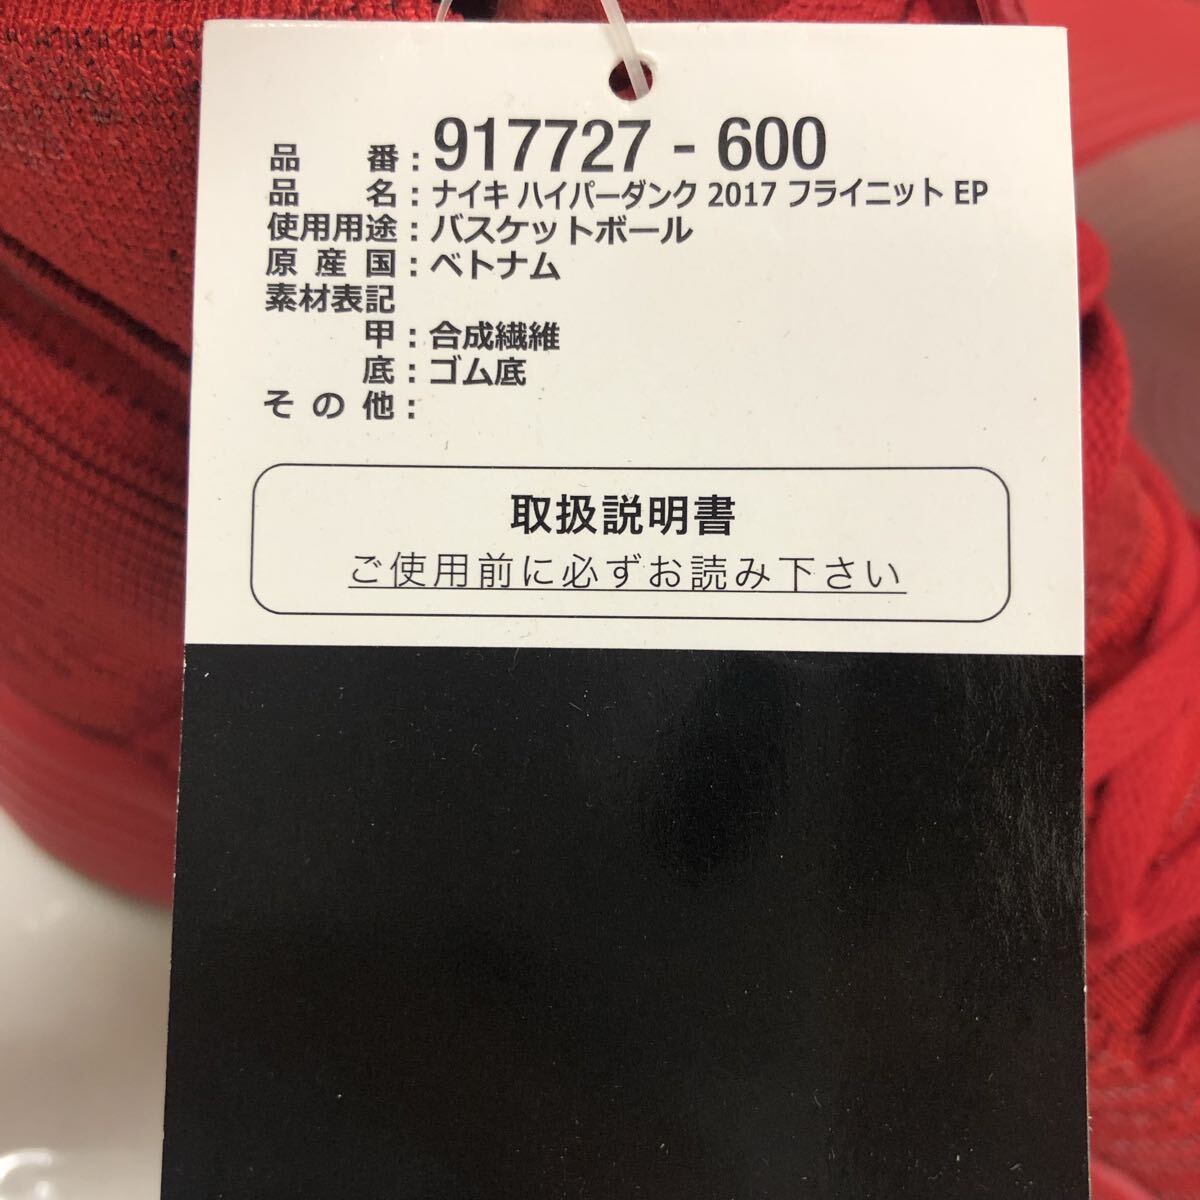 品番：917727 - 600
品名：ナイキ ハイパーダンク 2017 フライニット EP
使用用途：バスケットボール
原産国：ベトナム
素材表記
甲：合成繊維
底：ゴム底
その他：
取扱説明書
ご使用前に必ずお読み下さい